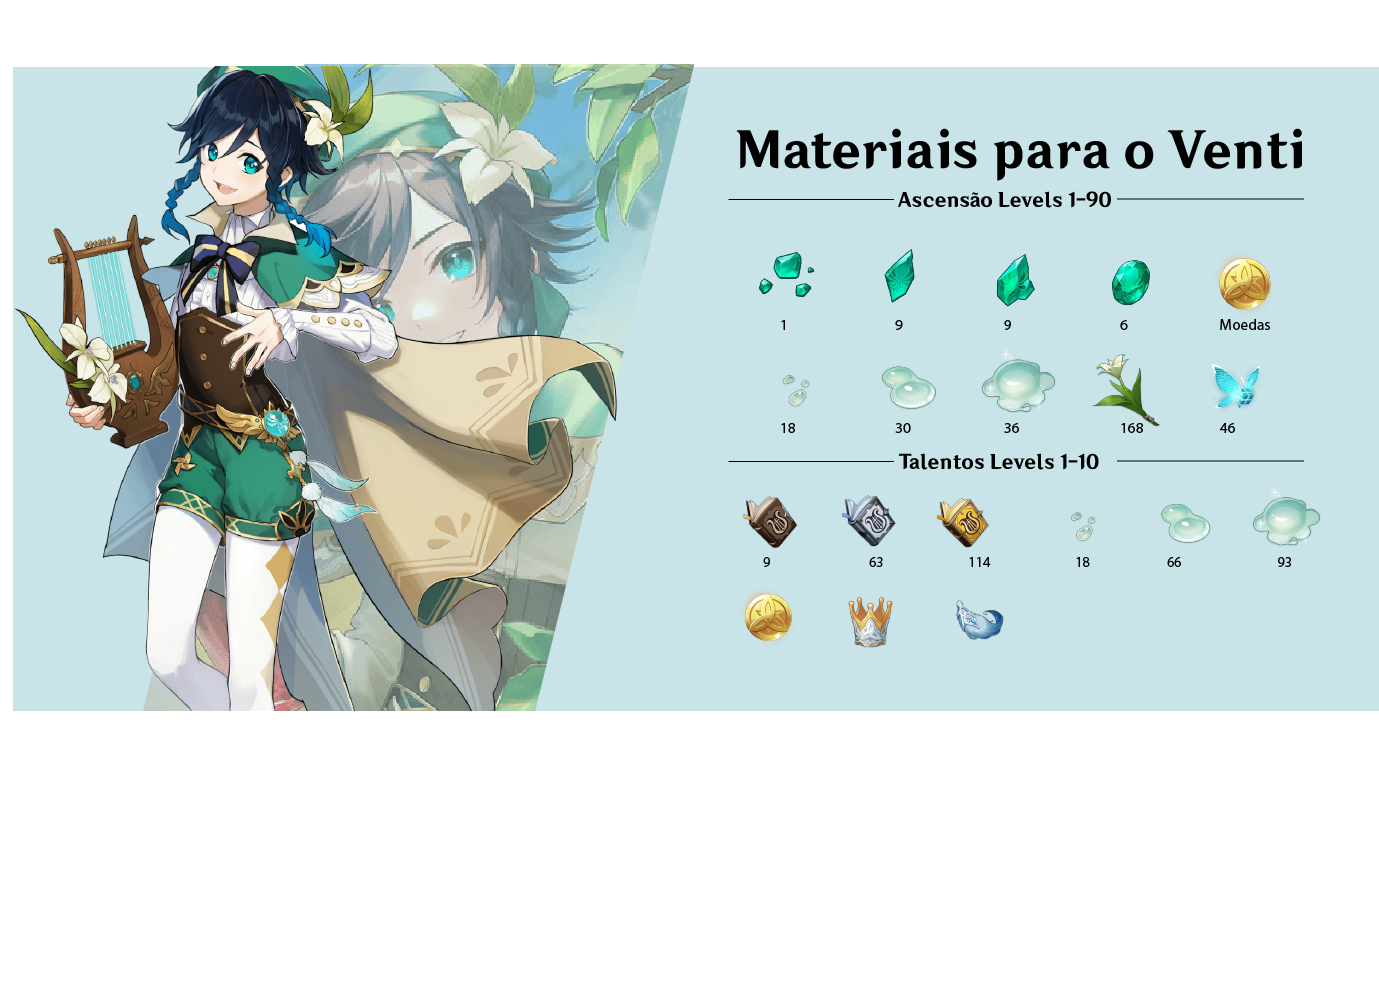 Materiais para o Venti
Ascensão Levels 1-90
1 9 9 6 Moedas
18 30 36 168 46
Talentos Levels 1-10
9 63 114 18 66 93